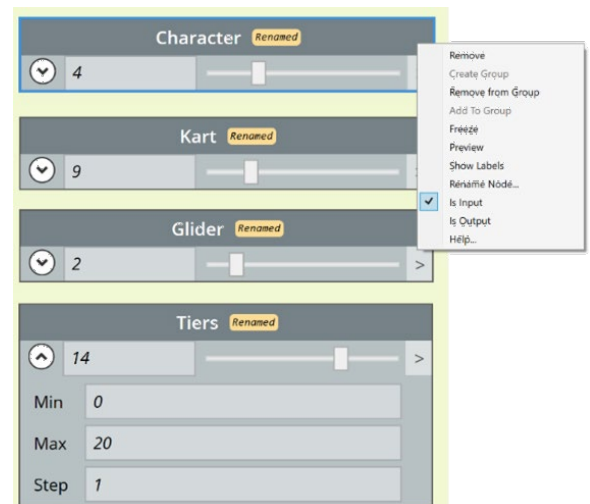 Character Renamed
4
Kart Renamed
9
Glider Renamed
2 >
Tiers Renamed
14 >
Min 0
Max 20
Step 1
Remove
Create Group
Remove from Group
Add To Group
Freeze
Preview
Show Labels
Rename Node...
Is Input
Is Output
Help...